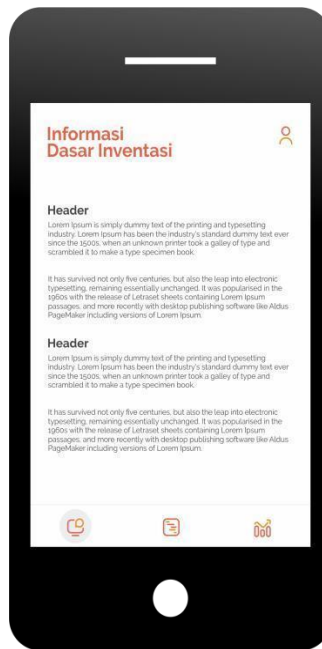 Informasi
Dasar Inventasi
Header
Lorem Ipsum is simply dummy text of the printing and typesetting
industry. Lorem Ipsum has been the industry's standard dummy text ever
since the 1500s, when an unknown printer took a galley of type and
scrambled it to make a type specimen book.
It has survived not only five centuries, but also the leap into electronic
typesetting, remaining essentially unchanged. It was popularised in the
1960s with the release of Letraset sheets containing Lorem Ipsum
passages, and more recently with desktop publishing software like Aldus
PageMaker including versions of Lorem Ipsum.
Header
Lorem Ipsum is simply dummy text of the printing and typesetting
industry. Lorem Ipsum has been the industry's standard dummy text ever
since the 1500s, when an unknown printer took a galley of type and
scrambled it to make a type specimen book.
It has survived not only five centuries, but also the leap into electronic
typesetting, remaining essentially unchanged. It was popularised in the
1960s with the release of Letraset sheets containing Lorem Ipsum
passages, and more recently with desktop publishing software like Aldus
PageMaker including versions of Lorem Ipsum.